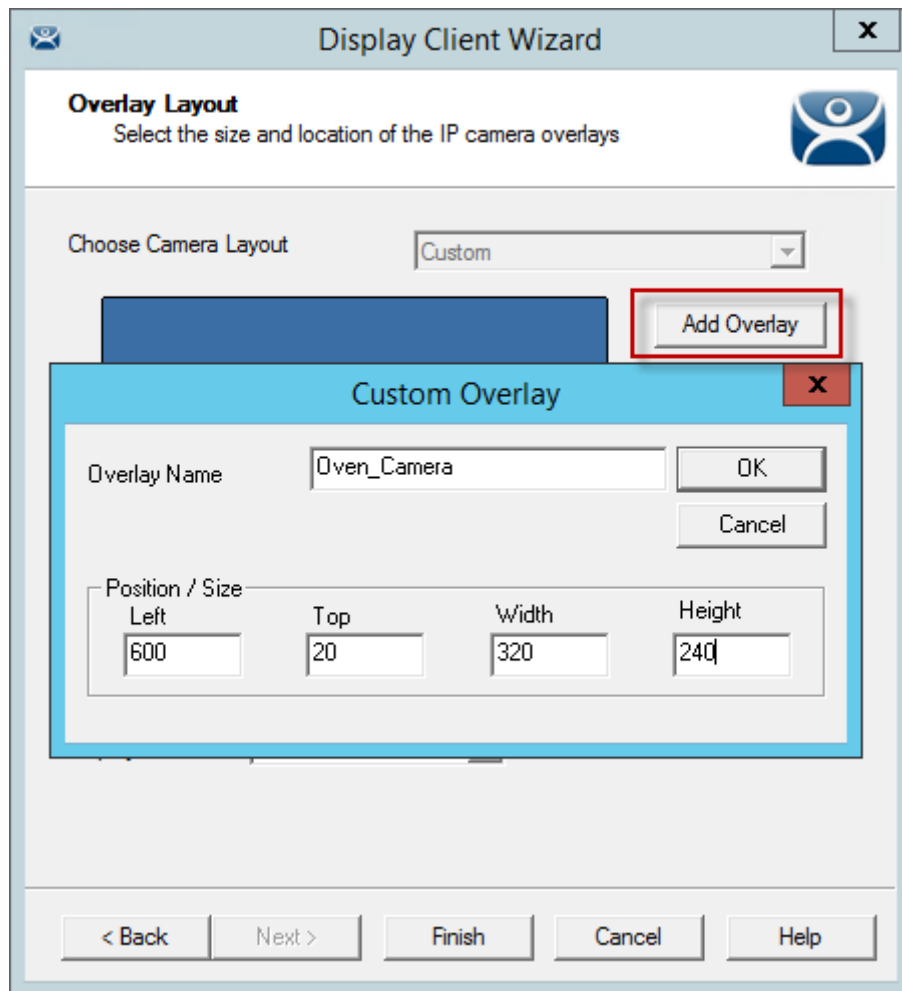 Display Client Wizard
x
Overlay Layout
Select the size and location of the IP camera overlays
Choose Camera Layout
Custom
Add Overlay
Custom Overlay
x
Overlay Name
Oven_Camera
OK
Cancel
Position / Size
Left Top Width Height
600 20 320 240
< Back Next > Finish Cancel Help